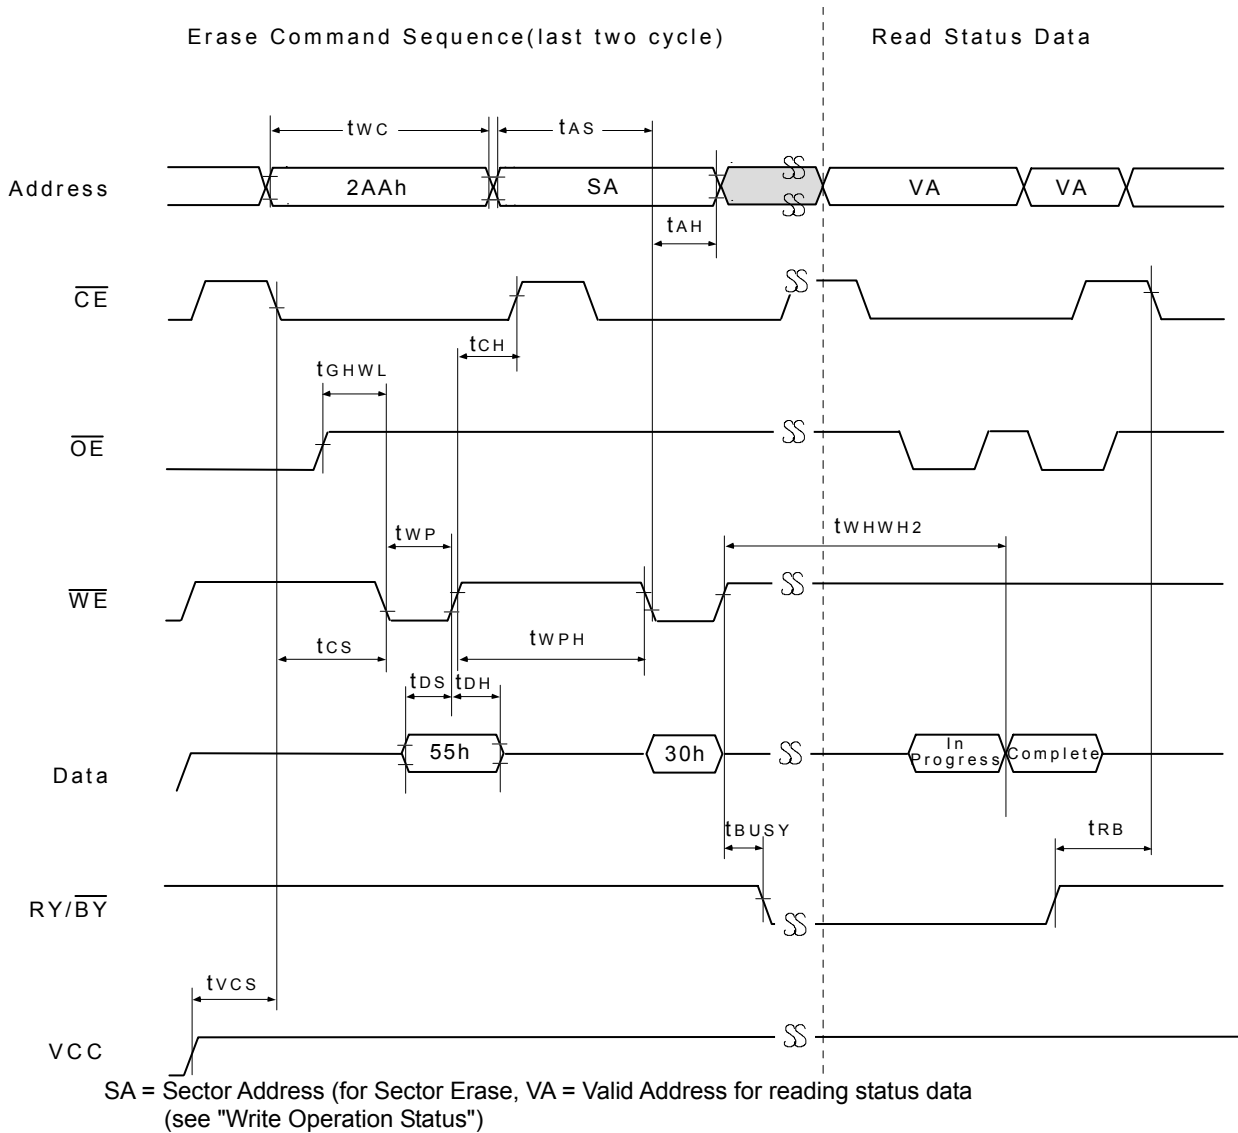 Erase Command Sequence(last two cycle) Read Status Data
tWC tAS
Address 2AAh SA VA VA
tAH
CE
tCH
tGHWL
OE
tWP tWHWH2
WE
tCS tWPH
tDS tDH
Data 55h 30h In Progress Complete
tBUSY tRB
RY/BY
tVCS
VCC
SA = Sector Address (for Sector Erase, VA = Valid Address for reading status data
(see "Write Operation Status")